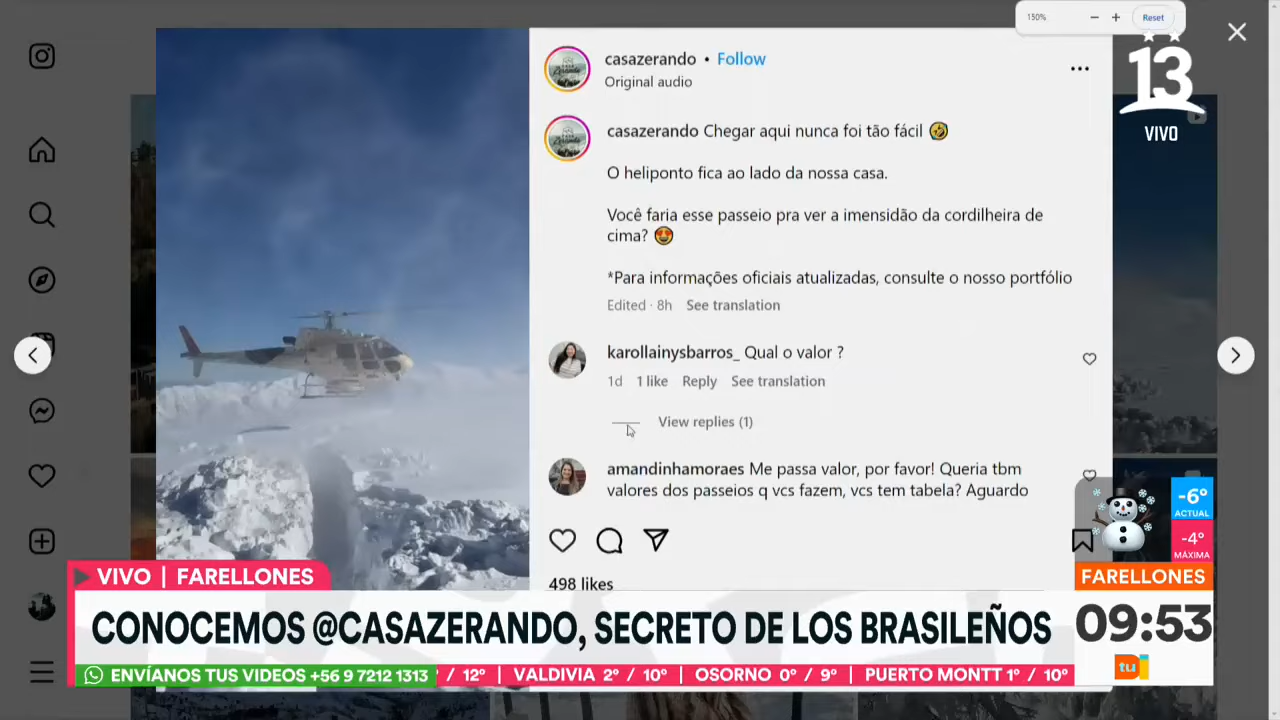 150%
Reset
casazerando • Follow
Original audio
13
VIVO
casazerando Chegar aqui nunca foi tão fácil 🤣
O heliponto fica ao lado da nossa casa.
Você faria esse passeio pra ver a imensidão da cordilheira de
cima? 😍
*Para informações oficiais atualizadas, consulte o nosso portfólio
Edited · 8h See translation
karollainysbarros_ Qual o valor ?
1d 1 like Reply See translation
View replies (1)
amandinhamoraes Me passa valor, por favor! Queria tbm
valores dos passeios q vcs fazem, vcs tem tabela? Aguardo
498 likes
-6°
ACTUAL
-4°
MÁXIMA
FARELLONES
VIVO | FARELLONES
CONOCEMOS @CASAZERANDO, SECRETO DE LOS BRASILEÑOS
09:53
ENVÍANOS TUS VIDEOS +56 9 7212 1313
/ 12° | VALDIVIA 2° / 10° | OSORNO 0° / 9° | PUERTO MONTT 1° / 10°
tu